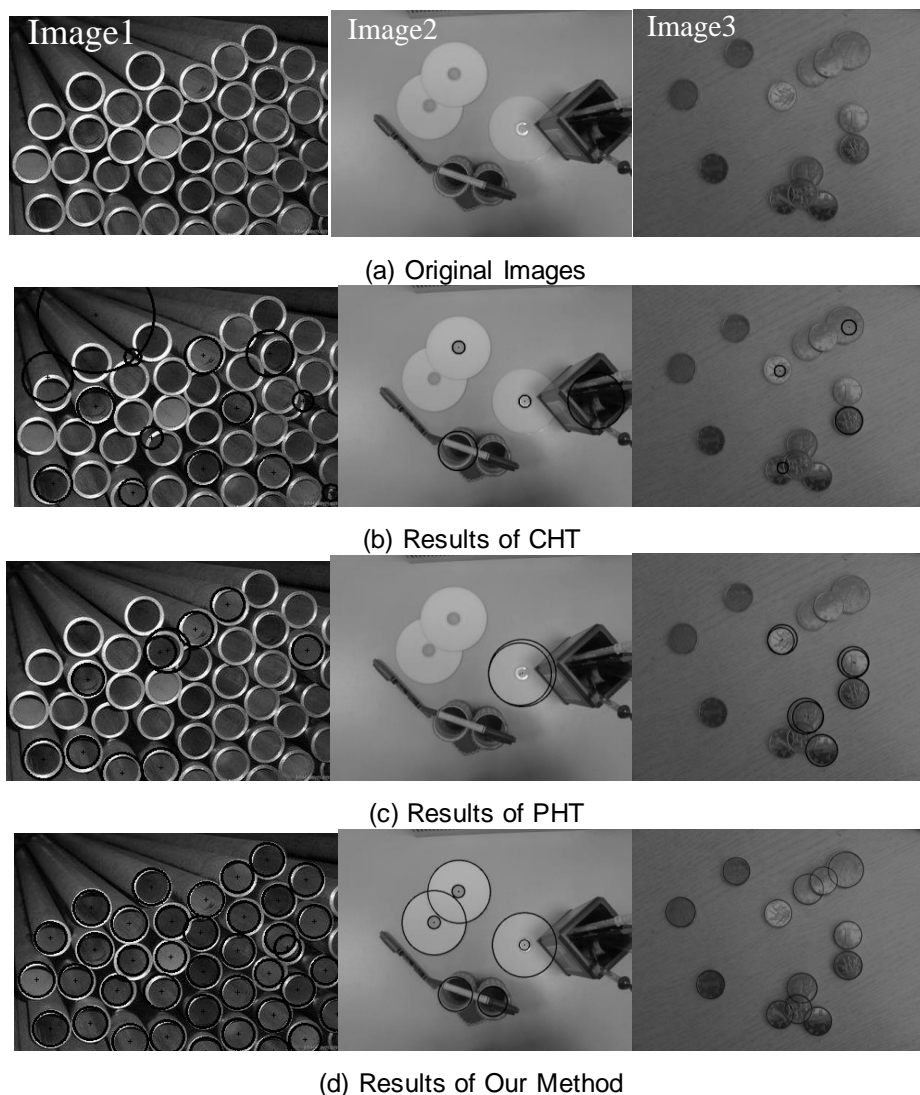 Image1 Image2 Image3
(a) Original Images
(b) Results of CHT
(c) Results of PHT
(d) Results of Our Method